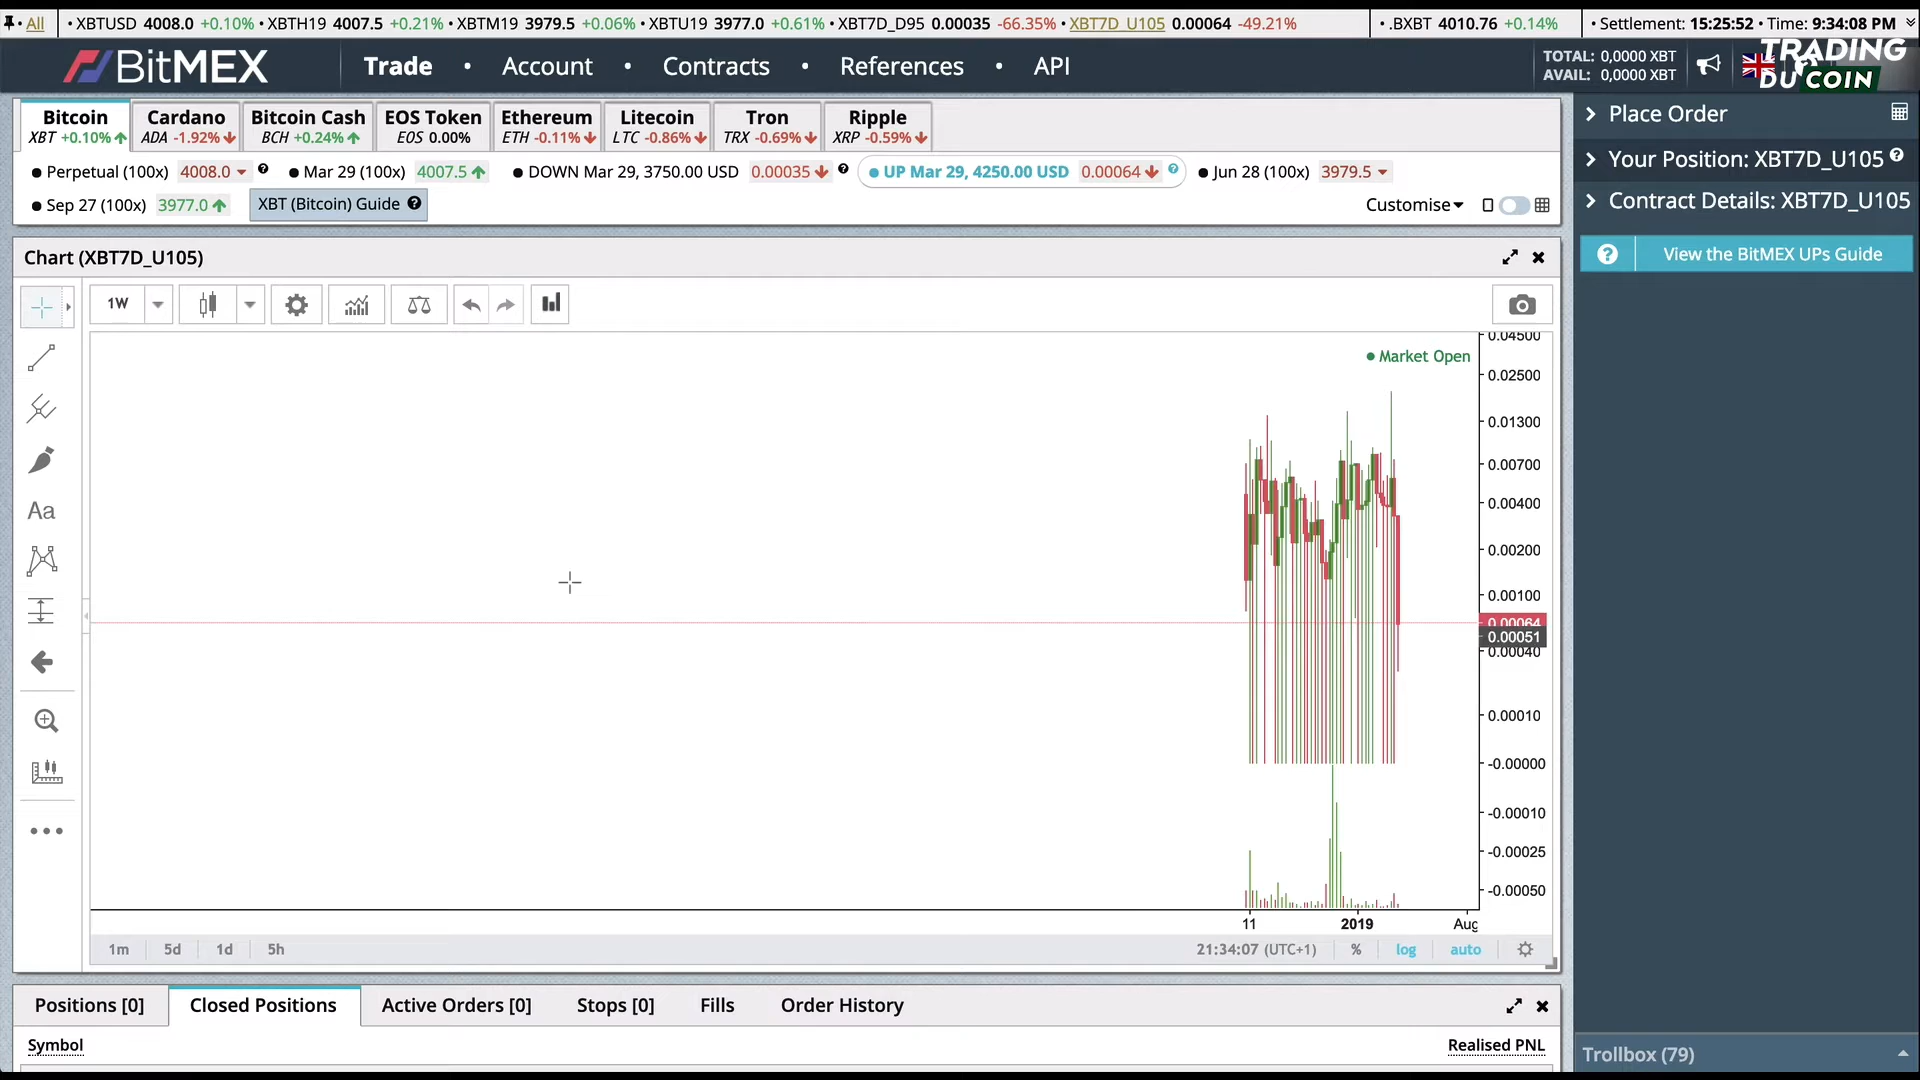 All • XBTUSD 4008.0 +0.10% • XBTH19 4007.5 +0.21% • XBTM19 3979.5 +0.06% • XBTU19 3977.0 +0.61% • XBT7D_D95 0.00035 -66.35% • XBT7D_U105 0.00064 -49.21% • .BXBT 4010.76 +0.14% • Settlement: 15:25:52 • Time: 9:34:08 PM
BitMEX Trade • Account • Contracts • References • API
TOTAL: 0,0000 XBT
AVAIL: 0,0000 XBT
TRADING
DU COIN
Bitcoin Cardano Bitcoin Cash EOS Token Ethereum Litecoin Tron Ripple
XBT +0.10% ADA -1.92% BCH +0.24% EOS 0.00% ETH -0.11% LTC -0.86% TRX -0.69% XRP -0.59%
Perpetual (100x) 4008.0 Mar 29 (100x) 4007.5 DOWN Mar 29, 3750.00 USD 0.00035 UP Mar 29, 4250.00 USD 0.00064 Jun 28 (100x) 3979.5
Sep 27 (100x) 3977.0 XBT (Bitcoin) Guide Customise
Place Order
Your Position: XBT7D_U105
Contract Details: XBT7D_U105
View the BitMEX UPs Guide
Chart (XBT7D_U105)
1W
Aa
Market Open
0.04500
0.02500
0.01300
0.00700
0.00400
0.00200
0.00100
0.00064
0.00051
0.00040
0.00010
-0.00000
-0.00010
-0.00025
-0.00050
11 2019 Aug
1m 5d 1d 5h 21:34:07 (UTC+1) % log auto
Positions [0] Closed Positions Active Orders [0] Stops [0] Fills Order History
Symbol Realised PNL
Trollbox (79)